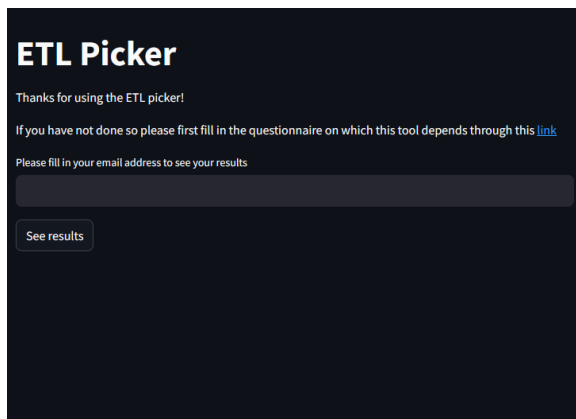 ETL Picker
Thanks for using the ETL picker!
If you have not done so please first fill in the questionnaire on which this tool depends through this link
Please fill in your email address to see your results
See results